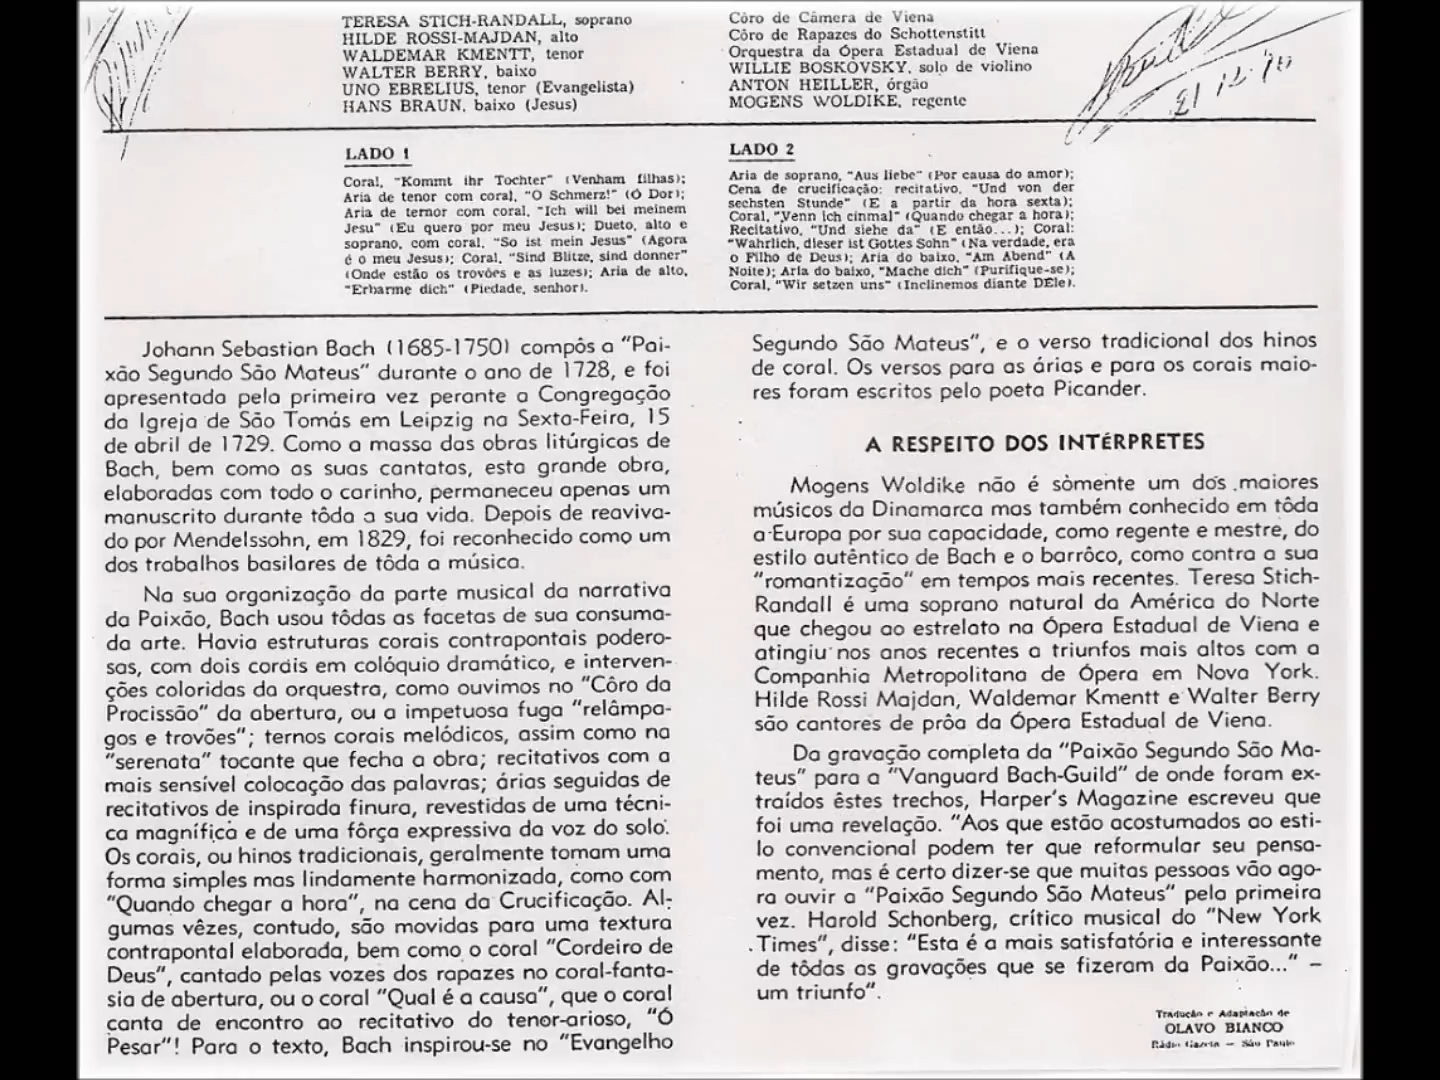 TERESA STICH-RANDALL, soprano
HILDE ROSSI-MAJDAN, alto
WALDEMAR KMENTT, tenor
WALTER BERRY, baixo
UNO EBRELIUS, tenor (Evangelista)
HANS BRAUN, baixo (Jesus)
Côro de Câmera de Viena
Côro de Rapazes do Schottenstitt
Orquestra da Ópera Estadual de Viena
WILLIE BOSKOVSKY, solo de violino
ANTON HEILLER, órgão
MOGENS WOLDIKE, regente
31 12 70
LADO 1
Coral, "Kommt ihr Tochter" (Venham filhas);
Aria de tenor com coral, "O Schmerz!" (Ó Dor);
Aria de ternor com coral, "Ich will bei meinem
Jesu" (Eu quero por meu Jesus); Dueto, alto e
soprano, com coral, "So ist mein Jesus" (Agora
é o meu Jesus); Coral, "Sind Blitze, sind donner"
(Onde estão os trovões e as luzes); Aria de alto,
"Erbarme dich" (Piedade, senhor).
LADO 2
Aria de soprano, "Aus liebe" (Por causa do amor);
Cena de crucificação: recitativo, "Und von der
sechsten Stunde" (E a partir da hora sexta);
Coral, "Venn ich einmal" (Quando chegar a hora);
Recitativo, "Und siehe da" (E então...); Coral:
"Wahrlich, dieser ist Gottes Sohn" (Na verdade, era
o Filho de Deus); Aria do baixo, "Am Abend" (A
Noite); Aria do baixo, "Mache dich" (Purifique-se);
Coral, "Wir setzen uns" (Inclinemos diante DEle).
Johann Sebastian Bach (1685-1750) compôs a "Pai-
xão Segundo São Mateus" durante o ano de 1728, e foi
apresentada pela primeira vez perante a Congregação
da Igreja de São Tomás em Leipzig na Sexta-Feira, 15
de abril de 1729. Como a massa das obras litúrgicas de
Bach, bem como as suas cantatas, esta grande obra,
elaboradas com todo o carinho, permaneceu apenas um
manuscrito durante tôda a sua vida. Depois de reaviva-
do por Mendelssohn, em 1829, foi reconhecido como um
dos trabalhos basilares de tôda a música.
Na sua organização da parte musical da narrativa
da Paixão, Bach usou tôdas as facetas de sua consuma-
da arte. Havia estruturas corais contrapontais podero-
sas, com dois corais em colóquio dramático, e interven-
ções coloridas da orquestra, como ouvimos no "Côro da
Procissão" da abertura, ou a impetuosa fuga "relâmpa-
gos e trovões"; ternos corais melódicos, assim como na
"serenata" tocante que fecha a obra; recitativos com a
mais sensível colocação das palavras; árias seguidas de
recitativos de inspirada finura, revestidas de uma técni-
ca magnífica e de uma fôrça expressiva da voz do solo.
Os corais, ou hinos tradicionais, geralmente tomam uma
forma simples mas lindamente harmonizada, como com
"Quando chegar a hora", na cena da Crucificação. Al-
gumas vêzes, contudo, são movidas para uma textura
contrapontal elaborada, bem como o coral "Cordeiro de
Deus", cantado pelas vozes dos rapazes no coral-fanta-
sia de abertura, ou o coral "Qual é a causa", que o coral
canta de encontro ao recitativo do tenor-arioso, "Ó
Pesar"! Para o texto, Bach inspirou-se no "Evangelho
Segundo São Mateus", e o verso tradicional dos hinos
de coral. Os versos para as árias e para os corais maio-
res foram escritos pelo poeta Picander.
A RESPEITO DOS INTÉRPRETES
Mogens Woldike não é sòmente um dos maiores
músicos da Dinamarca mas também conhecido em tôda
a Europa por sua capacidade, como regente e mestre, do
estilo autêntico de Bach e o barrôco, como contra a sua
"romantização" em tempos mais recentes. Teresa Stich-
Randall é uma soprano natural da América do Norte
que chegou ao estrelato na Ópera Estadual de Viena e
atingiu nos anos recentes a triunfos mais altos com a
Companhia Metropolitana de Ópera em Nova York.
Hilde Rossi Majdan, Waldemar Kmentt e Walter Berry
são cantores de prôa da Ópera Estadual de Viena.
Da gravação completa da "Paixão Segundo São Ma-
teus" para a "Vanguard Bach-Guild" de onde foram ex-
traídos êstes trechos, Harper's Magazine escreveu que
foi uma revelação. "Aos que estão acostumados ao esti-
lo convencional podem ter que reformular seu pensa-
mento, mas é certo dizer-se que muitas pessoas vão ago-
ra ouvir a "Paixão Segundo São Mateus" pela primeira
vez. Harold Schonberg, crítico musical do "New York
Times", disse: "Esta é a mais satisfatória e interessante
de tôdas as gravações que se fizeram da Paixão..." –
um triunfo".
Tradução e Adaptacão de
OLAVO BIANCO
Rádio Gazeta — São Paulo